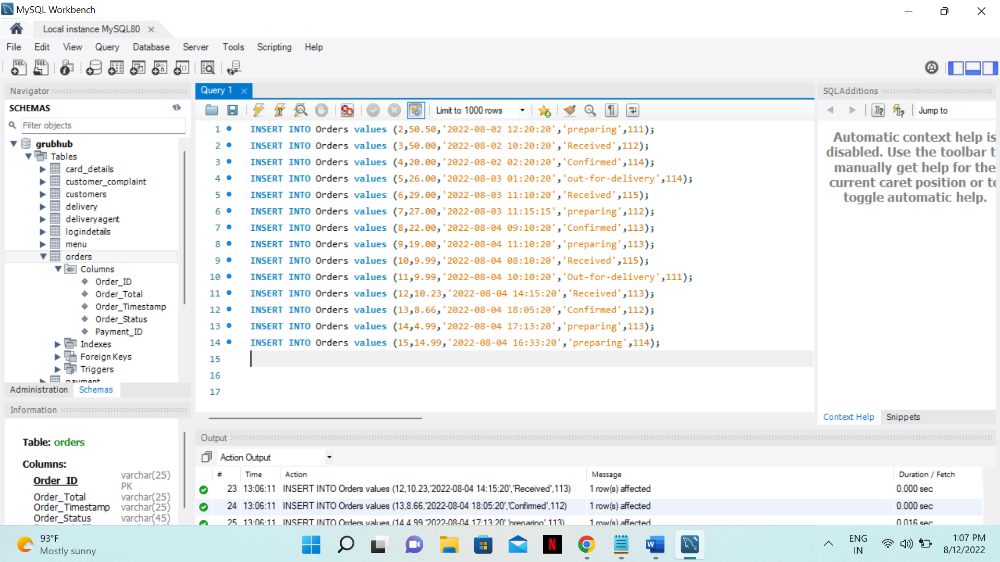 MySQL Workbench
Local instance MySQL80
File Edit View Query Database Server Tools Scripting Help
Navigator
SCHEMAS
Filter objects
grubhub
Tables
card_details
customer_complaint
customers
delivery
deliveryagent
logindetails
menu
orders
Columns
Order_ID
Order_Total
Order_Timestamp
Order_Status
Payment_ID
Indexes
Foreign Keys
Triggers
payment
Administration Schemas
Information
Table: orders
Columns:
Order_ID varchar(25)
PK
Order_Total varchar(25)
Order_Timestamp varchar(25)
Order_Status varchar(45)
Query 1
Limit to 1000 rows
1 INSERT INTO Orders values (2,50.50,'2022-08-02 12:20:20','preparing',111);
2 INSERT INTO Orders values (3,50.00,'2022-08-02 10:20:20','Received',112);
3 INSERT INTO Orders values (4,20.00,'2022-08-02 02:20:20','Confirmed',114);
4 INSERT INTO Orders values (5,26.00,'2022-08-03 01:20:20','out-for-delivery',114);
5 INSERT INTO Orders values (6,29.00,'2022-08-03 11:10:20','Received',115);
6 INSERT INTO Orders values (7,27.00,'2022-08-03 11:15:15','preparing',112);
7 INSERT INTO Orders values (8,22.00,'2022-08-04 09:10:20','Confirmed',113);
8 INSERT INTO Orders values (9,19.00,'2022-08-04 11:10:20','preparing',113);
9 INSERT INTO Orders values (10,9.99,'2022-08-04 08:10:20','Received',115);
10 INSERT INTO Orders values (11,9.99,'2022-08-04 10:10:20','Out-for-delivery',111);
11 INSERT INTO Orders values (12,10.23,'2022-08-04 14:15:20','Received',113);
12 INSERT INTO Orders values (13,8.66,'2022-08-04 18:05:20','Confirmed',112);
13 INSERT INTO Orders values (14,4.99,'2022-08-04 17:13:20','preparing',113);
14 INSERT INTO Orders values (15,14.99,'2022-08-04 16:33:20','preparing',114);
15
16
17
SQLAdditions
Jump to
Automatic context help is
disabled. Use the toolbar t
manually get help for the
current caret position or to
toggle automatic help.
Context Help Snippets
Output
Action Output
# Time Action Message Duration / Fetch
23 13:06:11 INSERT INTO Orders values (12,10.23,'2022-08-04 14:15:20','Received',113) 1 row(s) affected 0.000 sec
24 13:06:11 INSERT INTO Orders values (13,8.66,'2022-08-04 18:05:20','Confirmed',112) 1 row(s) affected 0.000 sec
25 13:06:11 INSERT INTO Orders values (14,4.99,'2022-08-04 17:13:20','preparing',113) 1 row(s) affected 0.016 sec
93°F
Mostly sunny
ENG
IN
1:07 PM
8/12/2022